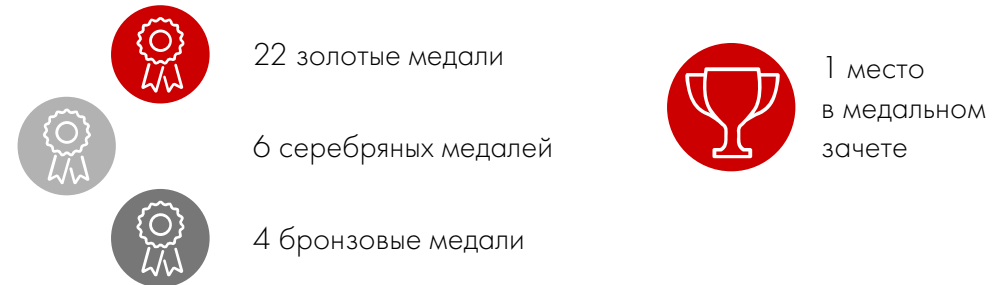 22 золотые медали
6 серебряных медалей
4 бронзовые медали
1 место
в медальном
зачете